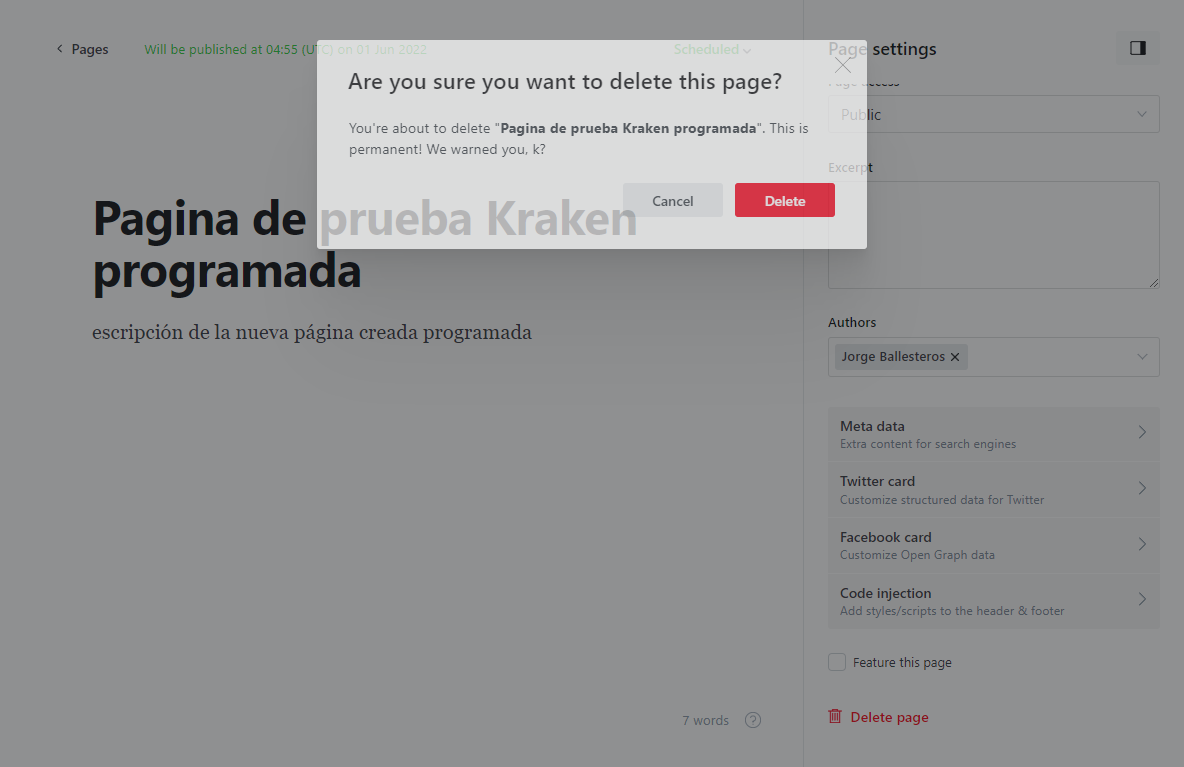 Pages
Will be published at 04:55 (UTC) on 01 Jun 2022
Scheduled
Page settings
Are you sure you want to delete this page?
You're about to delete "Pagina de prueba Kraken programada". This is
permanent! We warned you, k?
Cancel
Delete
Page access
Public
Excerpt
Pagina de prueba Kraken
programada
escripción de la nueva página creada programada
Authors
Jorge Ballesteros
Meta data
Extra content for search engines
Twitter card
Customize structured data for Twitter
Facebook card
Customize Open Graph data
Code injection
Add styles/scripts to the header & footer
Feature this page
7 words
?
Delete page